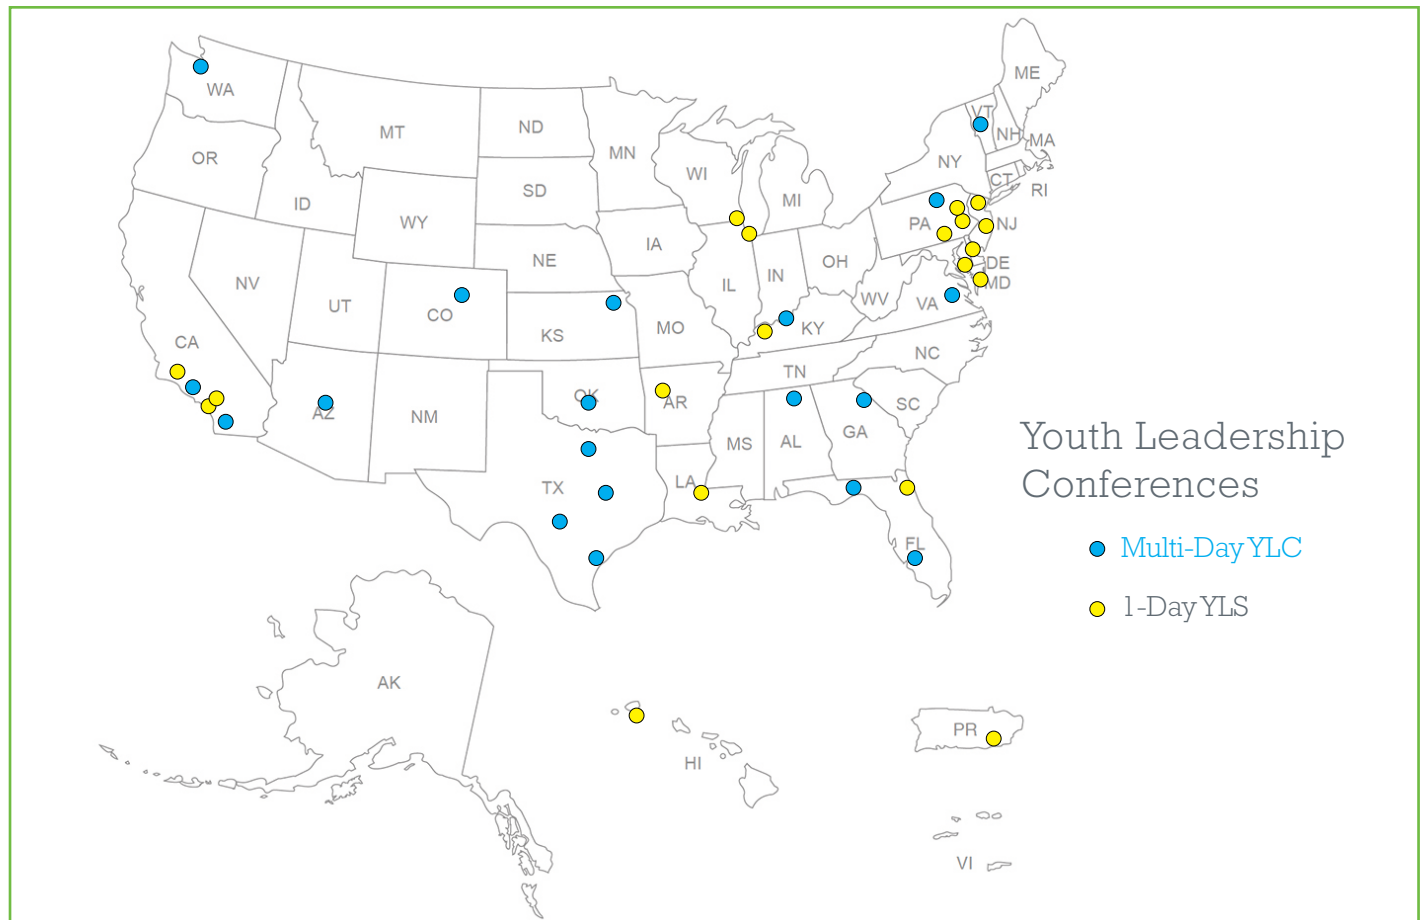 ME
WA
VT
MT
ND
NH
MA
OR
MN
NY
WI
CT
SD
RI
ID
MI
WY
PA
NJ
IA
NE
OH
DE
NV
IN
MD
IL
UT
WV
VA
CO
KS
MO
KY
CA
NC
TN
OK
AR
SC
AZ
NM
GA
MS
AL
Youth Leadership
Conferences
LA
TX
FL
Multi-Day YLC
1-Day YLS
AK
PR
HI
VI